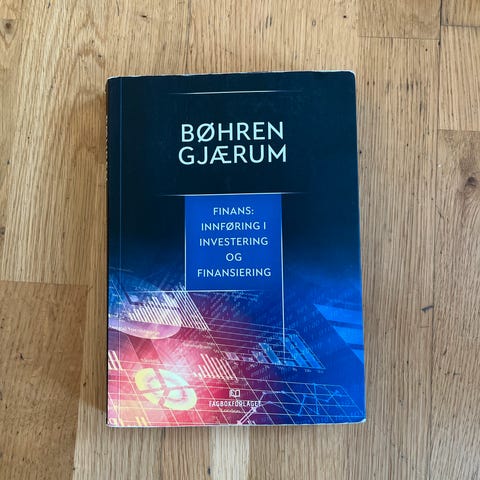 BØHREN
GJÆRUM
FINANS:
INNFØRING I
INVESTERING
OG
FINANSIERING
FAGBOKFORLAGET